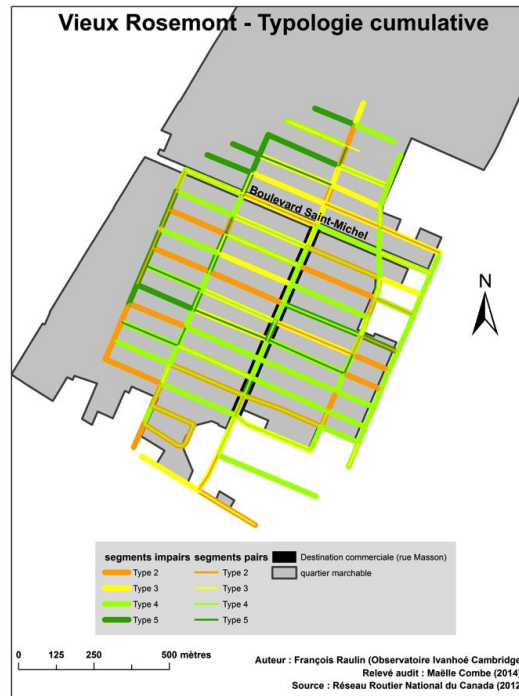 Vieux Rosemont - Typologie cumulative
Boulevard Saint-Michel
N
segments impairs segments pairs
Destination commerciale (rue Masson)
Type 2 Type 2 quartier marchable
Type 3 Type 3
Type 4 Type 4
Type 5 Type 5
0 125 250 500 mètres
Auteur : François Raulin (Observatoire Ivanhoé Cambridge
Relevé audit : Maëlle Combe (2014)
Source : Réseau Routier National du Canada (2012